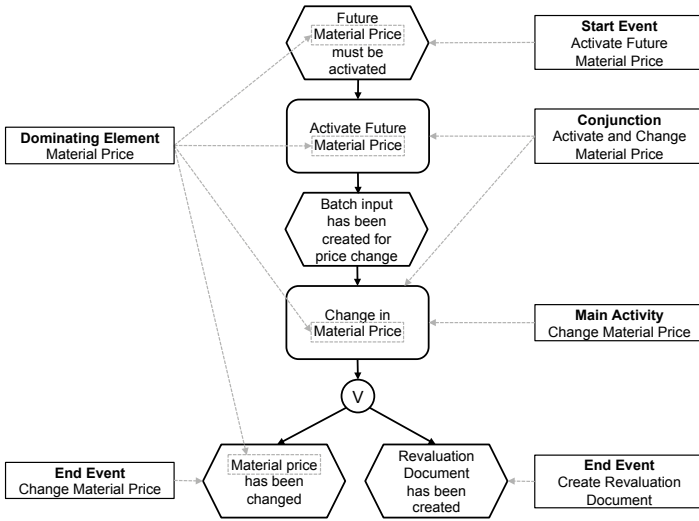 Future
Material Price
must be
activated
Start Event
Activate Future
Material Price
Dominating Element
Material Price
Activate Future
Material Price
Conjunction
Activate and Change
Material Price
Batch input
has been
created for
price change
Change in
Material Price
Main Activity
Change Material Price
V
End Event
Change Material Price
Material price
has been
changed
Revaluation
Document
has been
created
End Event
Create Revaluation
Document